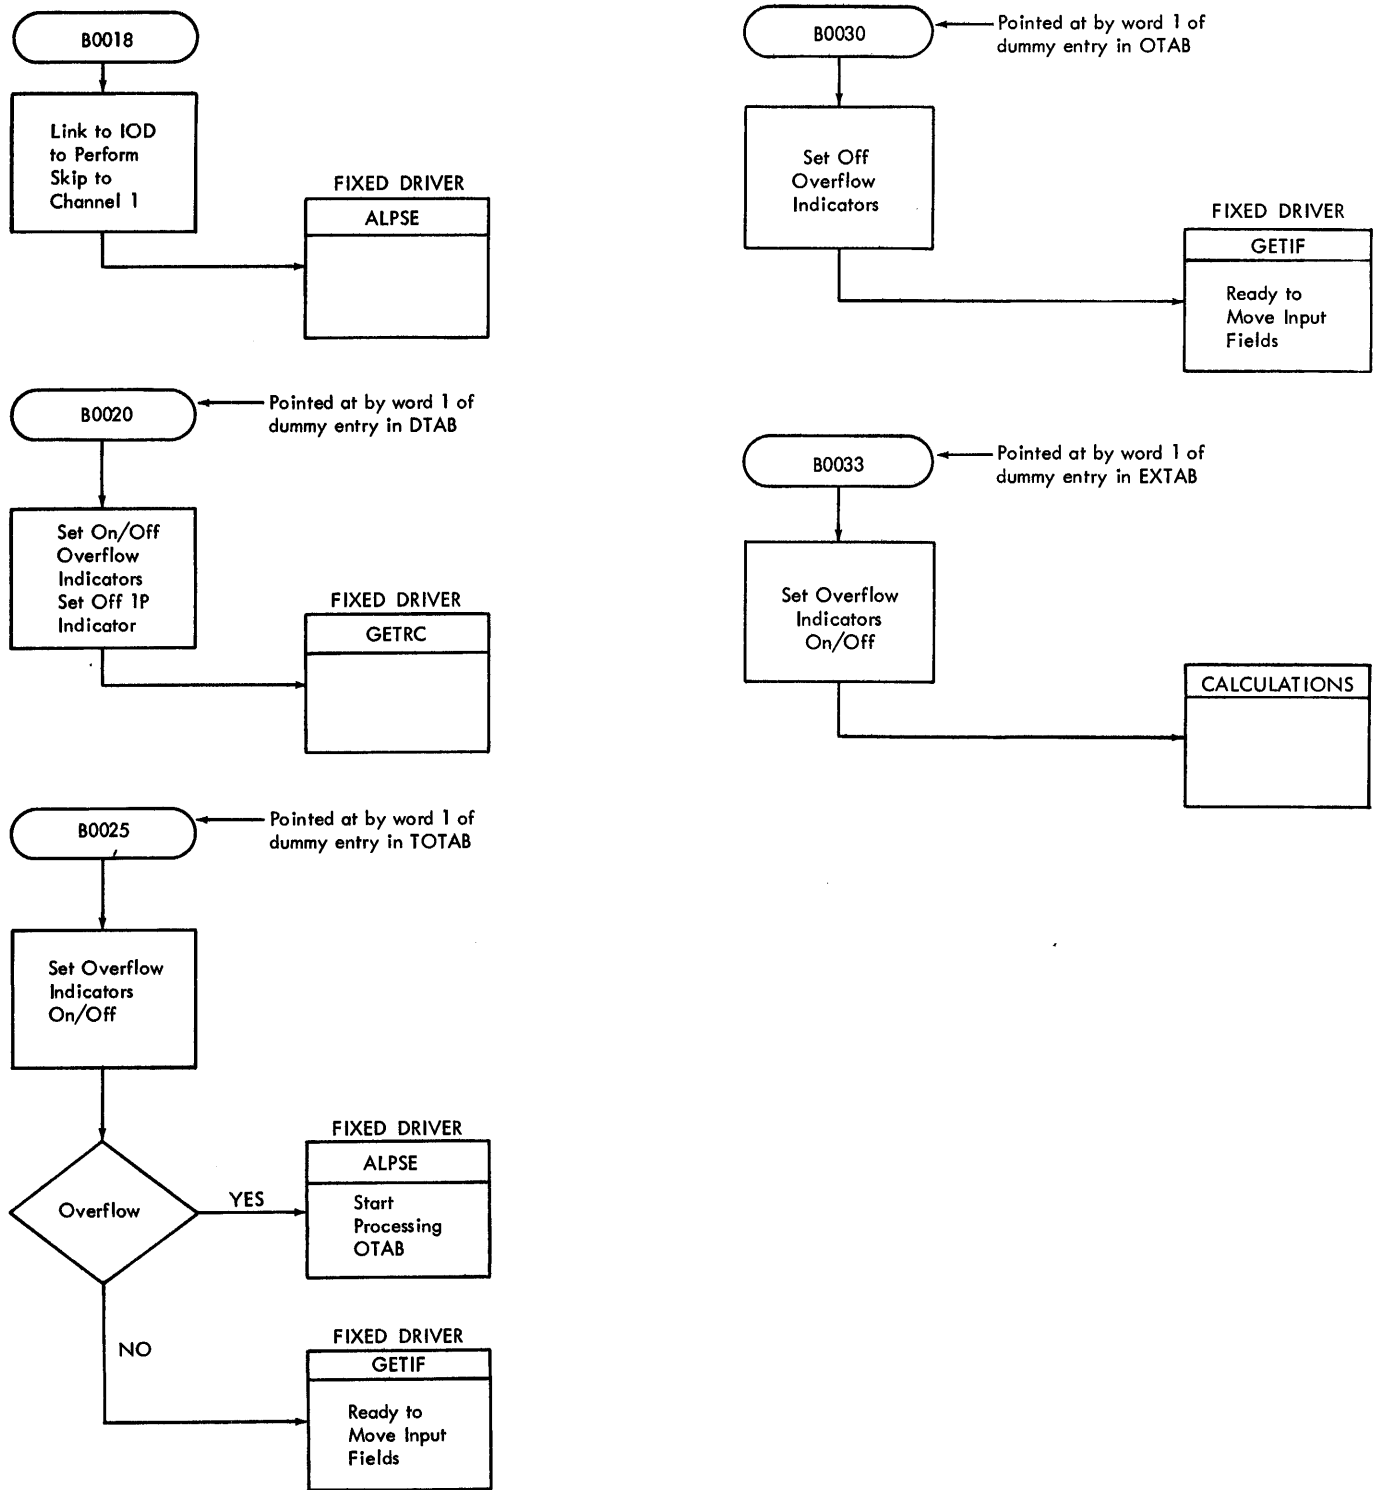 B0018
Link to IOD
to Perform
Skip to
Channel 1
FIXED DRIVER
ALPSE
B0020
Pointed at by word 1 of
dummy entry in DTAB
Set On/Off
Overflow
Indicators
Set Off 1P
Indicator
FIXED DRIVER
GETRC
B0025
Pointed at by word 1 of
dummy entry in TOTAB
Set Overflow
Indicators
On/Off
Overflow
YES
FIXED DRIVER
ALPSE
Start
Processing
OTAB
NO
FIXED DRIVER
GETIF
Ready to
Move Input
Fields
B0030
Pointed at by word 1 of
dummy entry in OTAB
Set Off
Overflow
Indicators
FIXED DRIVER
GETIF
Ready to
Move Input
Fields
B0033
Pointed at by word 1 of
dummy entry in EXTAB
Set Overflow
Indicators
On/Off
CALCULATIONS